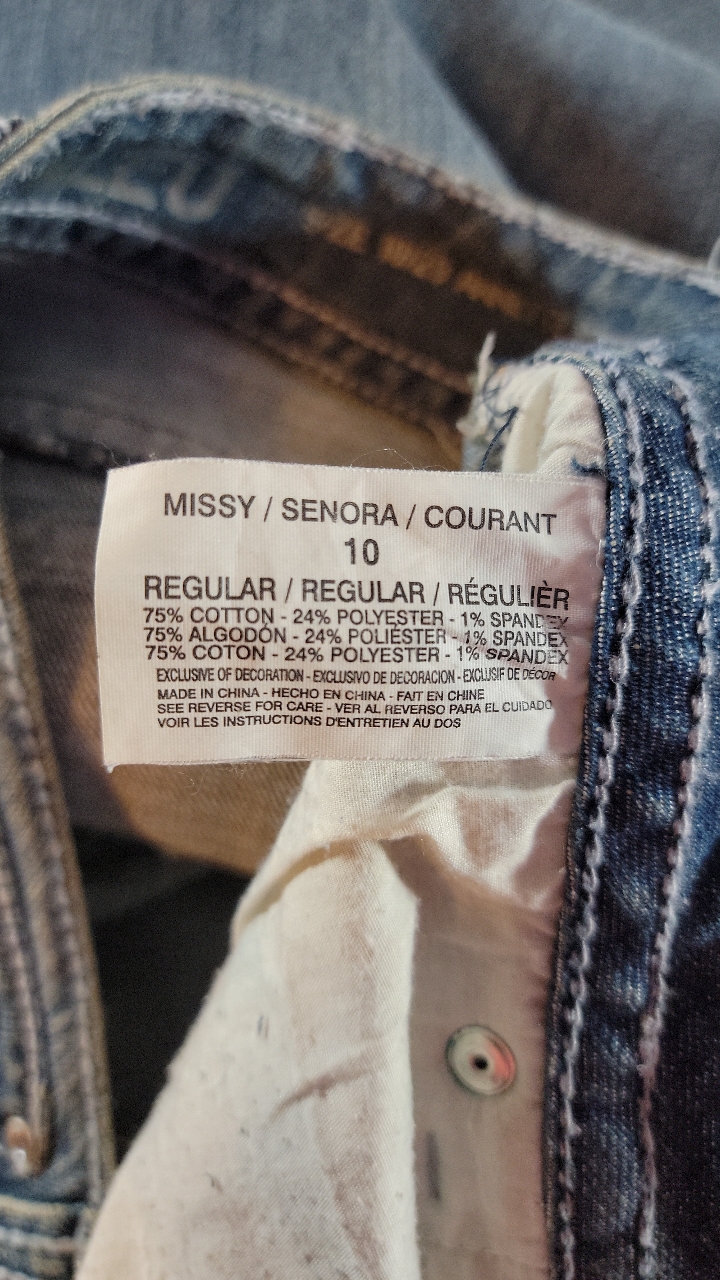 MISSY / SENORA / COURANT
10
REGULAR / REGULAR / RÉGULIÈR
75% COTTON - 24% POLYESTER - 1% SPANDEX
75% ALGODÓN - 24% POLIÉSTER - 1% SPANDEX
75% COTON - 24% POLYESTER - 1% SPANDEX
EXCLUSIVE OF DECORATION - EXCLUSIVO DE DECORACION - EXCLUSIF DE DÉCOR
MADE IN CHINA - HECHO EN CHINA - FAIT EN CHINE
SEE REVERSE FOR CARE - VER AL REVERSO PARA EL CUIDADO
VOIR LES INSTRUCTIONS D'ENTRETIEN AU DOS